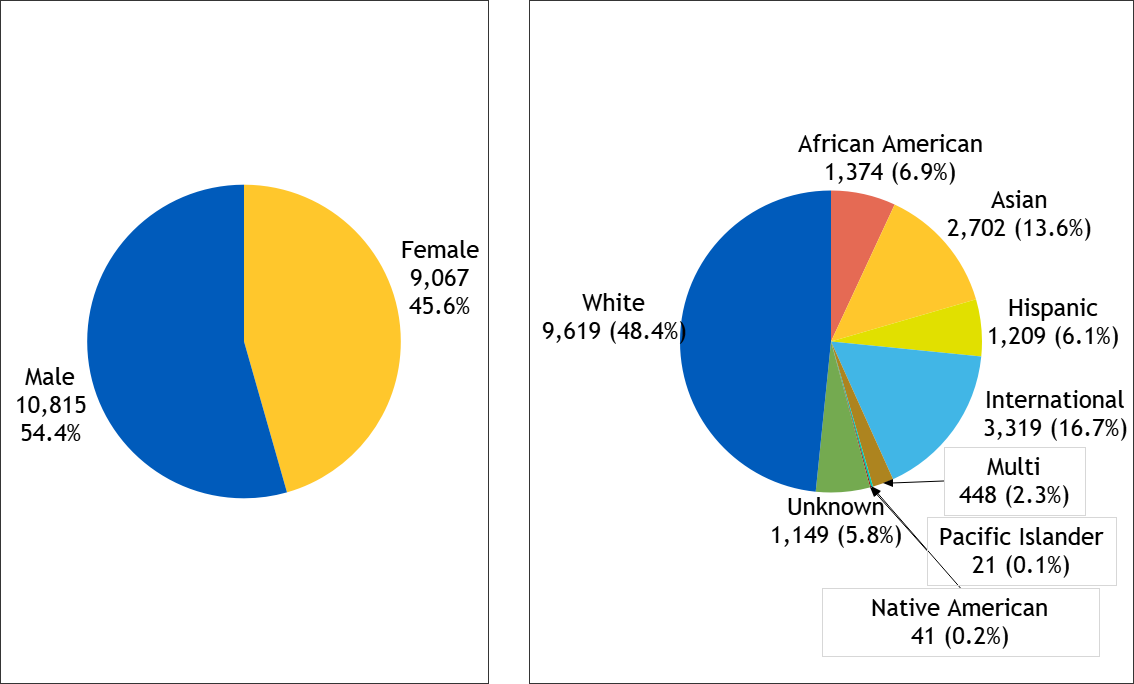 Female
9,067
45.6%
Male
10,815
54.4%
African American
1,374 (6.9%)
Asian
2,702 (13.6%)
Hispanic
1,209 (6.1%)
International
3,319 (16.7%)
Multi
448 (2.3%)
Pacific Islander
21 (0.1%)
Native American
41 (0.2%)
Unknown
1,149 (5.8%)
White
9,619 (48.4%)